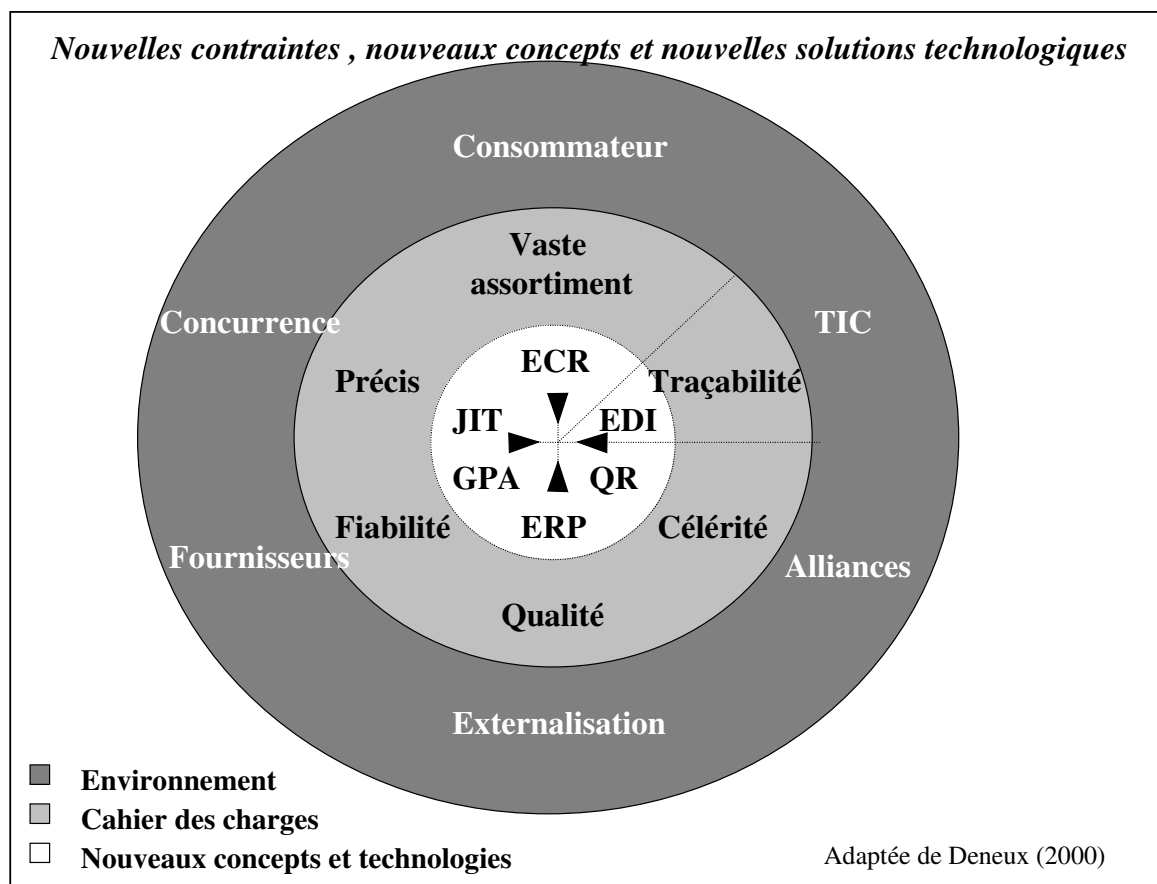 Nouvelles contraintes , nouveaux concepts et nouvelles solutions technologiques
Consommateur
Vaste
assortiment
Concurrence
TIC
ECR
Précis
Traçabilité
JIT
EDI
GPA
QR
Fiabilité
ERP
Célérité
Fournisseurs
Alliances
Qualité
Externalisation
Environnement
Cahier des charges
Nouveaux concepts et technologies
Adaptée de Deneux (2000)